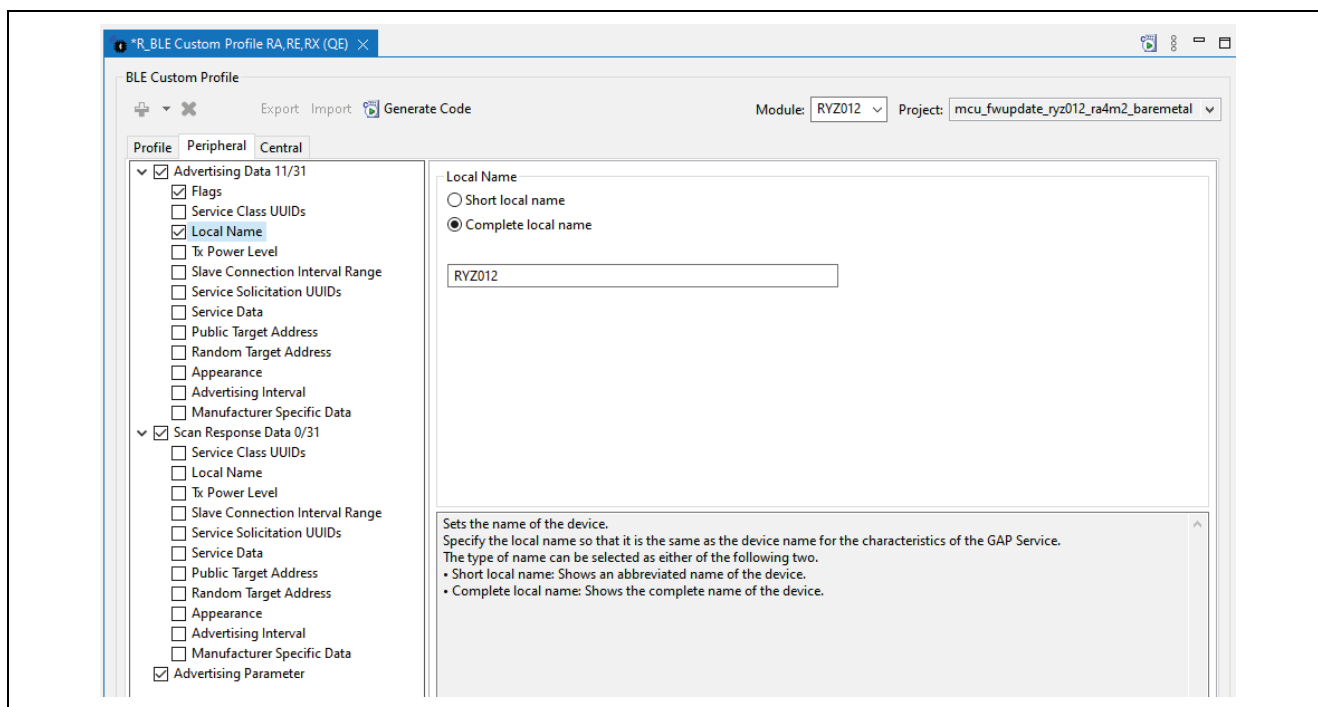 *R_BLE Custom Profile RA,RE,RX (QE)
BLE Custom Profile
Export Import Generate Code Module: RYZ012 Project: mcu_fwupdate_ryz012_ra4m2_baremetal
Profile Peripheral Central
Advertising Data 11/31
Flags
Service Class UUIDs
Local Name
Tx Power Level
Slave Connection Interval Range
Service Solicitation UUIDs
Service Data
Public Target Address
Random Target Address
Appearance
Advertising Interval
Manufacturer Specific Data
Scan Response Data 0/31
Service Class UUIDs
Local Name
Tx Power Level
Slave Connection Interval Range
Service Solicitation UUIDs
Service Data
Public Target Address
Random Target Address
Appearance
Advertising Interval
Manufacturer Specific Data
Advertising Parameter
Local Name
Short local name
Complete local name
RYZ012
Sets the name of the device.
Specify the local name so that it is the same as the device name for the characteristics of the GAP Service.
The type of name can be selected as either of the following two.
• Short local name: Shows an abbreviated name of the device.
• Complete local name: Shows the complete name of the device.